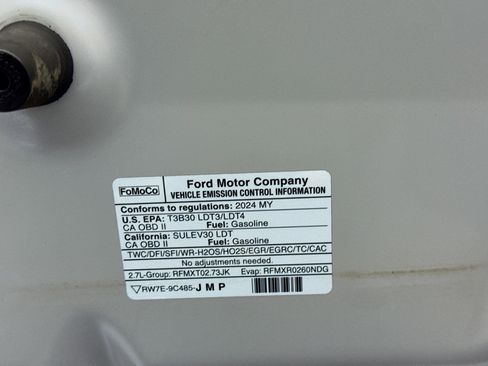 FoMoCo
Ford Motor Company
VEHICLE EMISSION CONTROL INFORMATION
Conforms to regulations: 2024 MY
U.S. EPA: T3B30 LDT3/LDT4
CA OBD II Fuel: Gasoline
California: SULEV30 LDT
CA OBD II Fuel: Gasoline
TWC/DFI/SFI/WR-H2OS/HO2S/EGR/EGRC/TC/CAC
No adjustments needed.
2.7L-Group: RFMXT02.73JK Evap: RFMXR0260NDG
RW7E-9C485-JMP